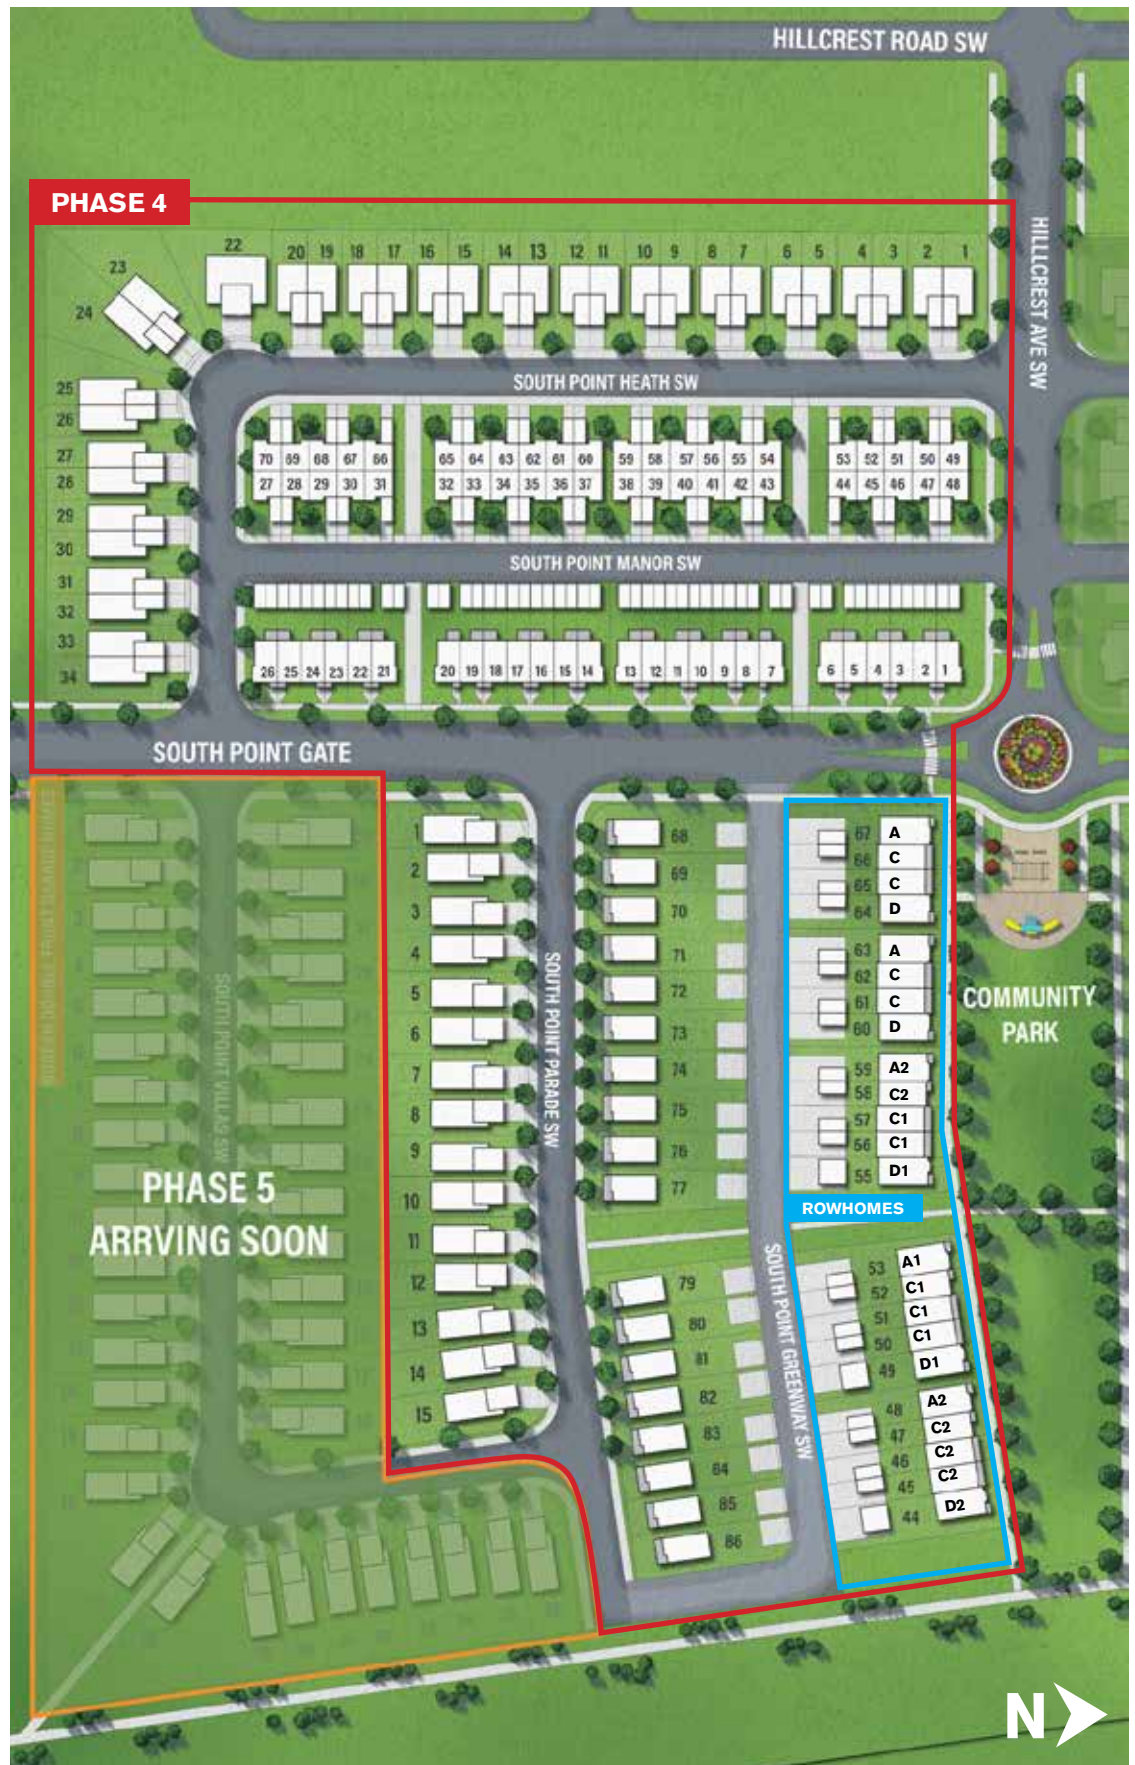 HILLCREST ROAD SW
PHASE 4
HILLCREST AVE SW
22 20 19 18 17 16 15 14 13 12 11 10 9 8 7 6 5 4 3 2 1
23
24
SOUTH POINT HEATH SW
25
26
27
28
29
30
31
32
33
34
70 69 68 67 66 65 64 63 62 61 60 59 58 57 56 55 54 53 52 51 50 49
27 28 29 30 31 32 33 34 35 36 37 38 39 40 41 42 43 44 45 46 47 48
SOUTH POINT MANOR SW
26 25 24 23 22 21 20 19 18 17 16 15 14 13 12 11 10 9 8 7 6 5 4 3 2 1
SOUTH POINT GATE
SOUTH POINT VILLAS SW
PHASE 5
ARRVING SOON
1
2
3
4
5
6
7
8
9
10
11
12
13
14
15
SOUTH POINT PARADE SW
68
69
70
71
72
73
74
75
76
77
79
80
81
82
83
84
85
86
SOUTH POINT GREENWAY SW
67 A
66 C
65 C
64 D
63 A
62 C
61 C
60 D
59 A2
58 C2
57 C1
56 C1
55 D1
ROWHOMES
53 A1
52 C1
51 C1
50 C1
49 D1
48 A2
47 C2
46 C2
45 C2
44 D2
COMMUNITY
PARK
N